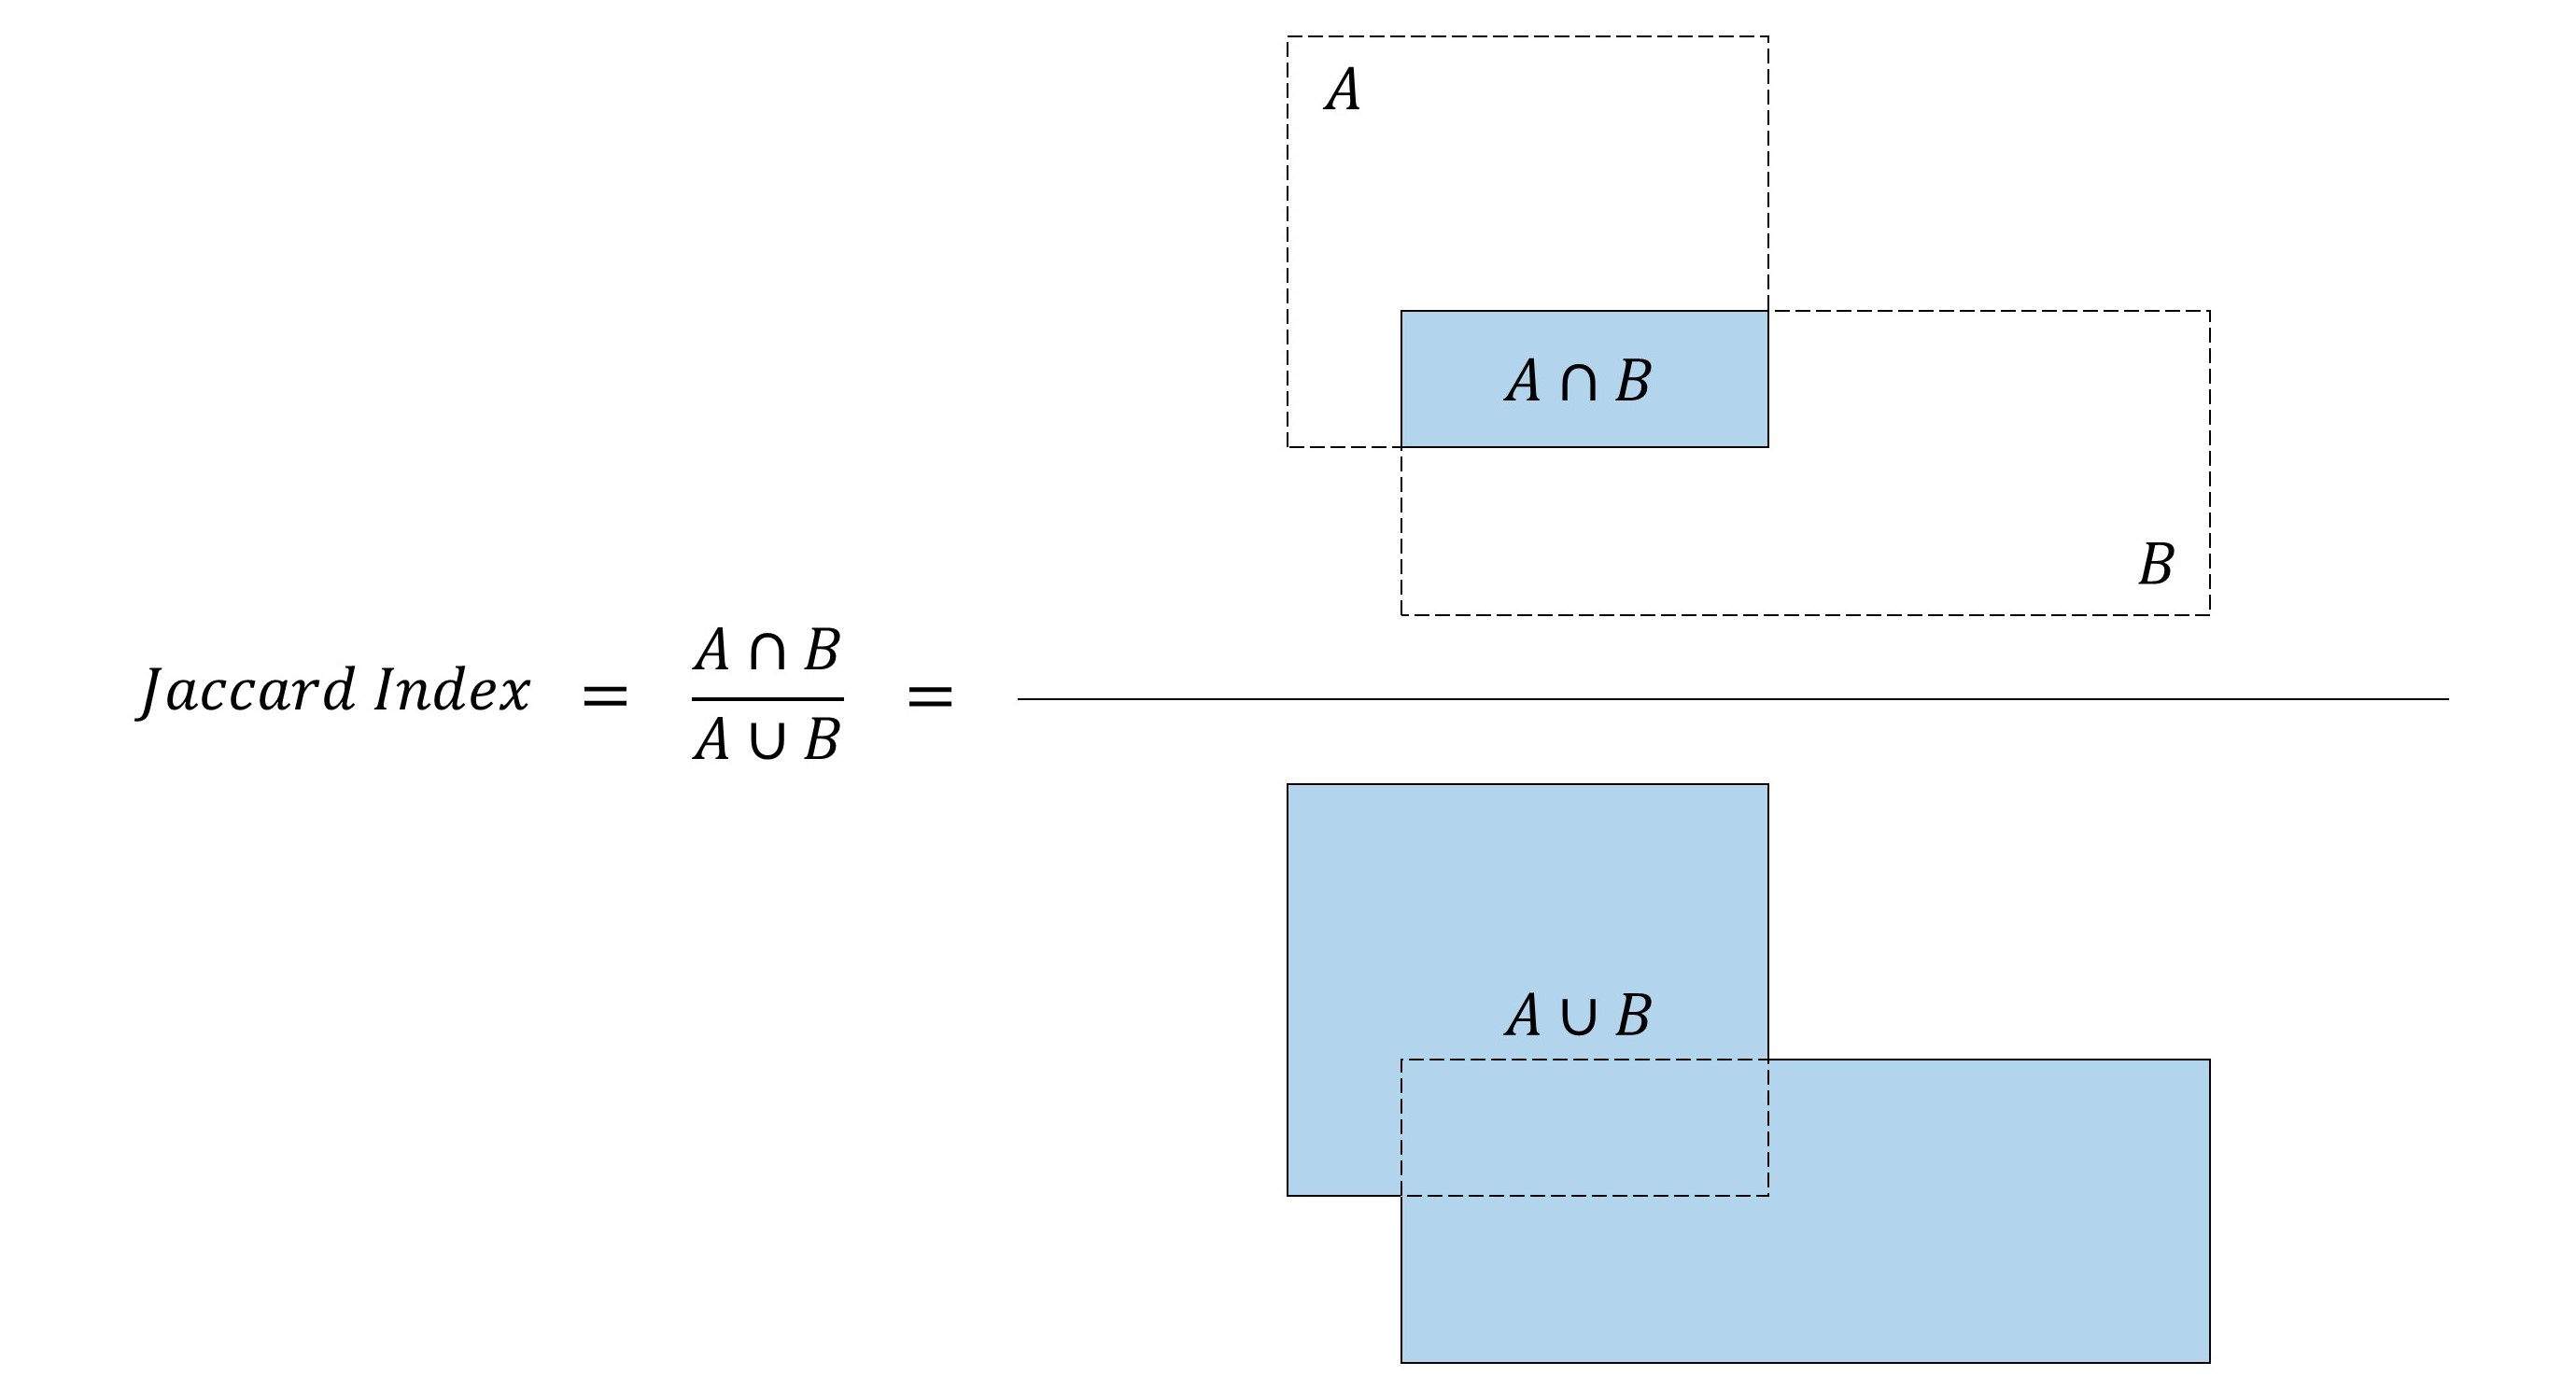 A
A ∩ B
B
Jaccard Index = A ∩ B / A ∪ B =
A ∪ B